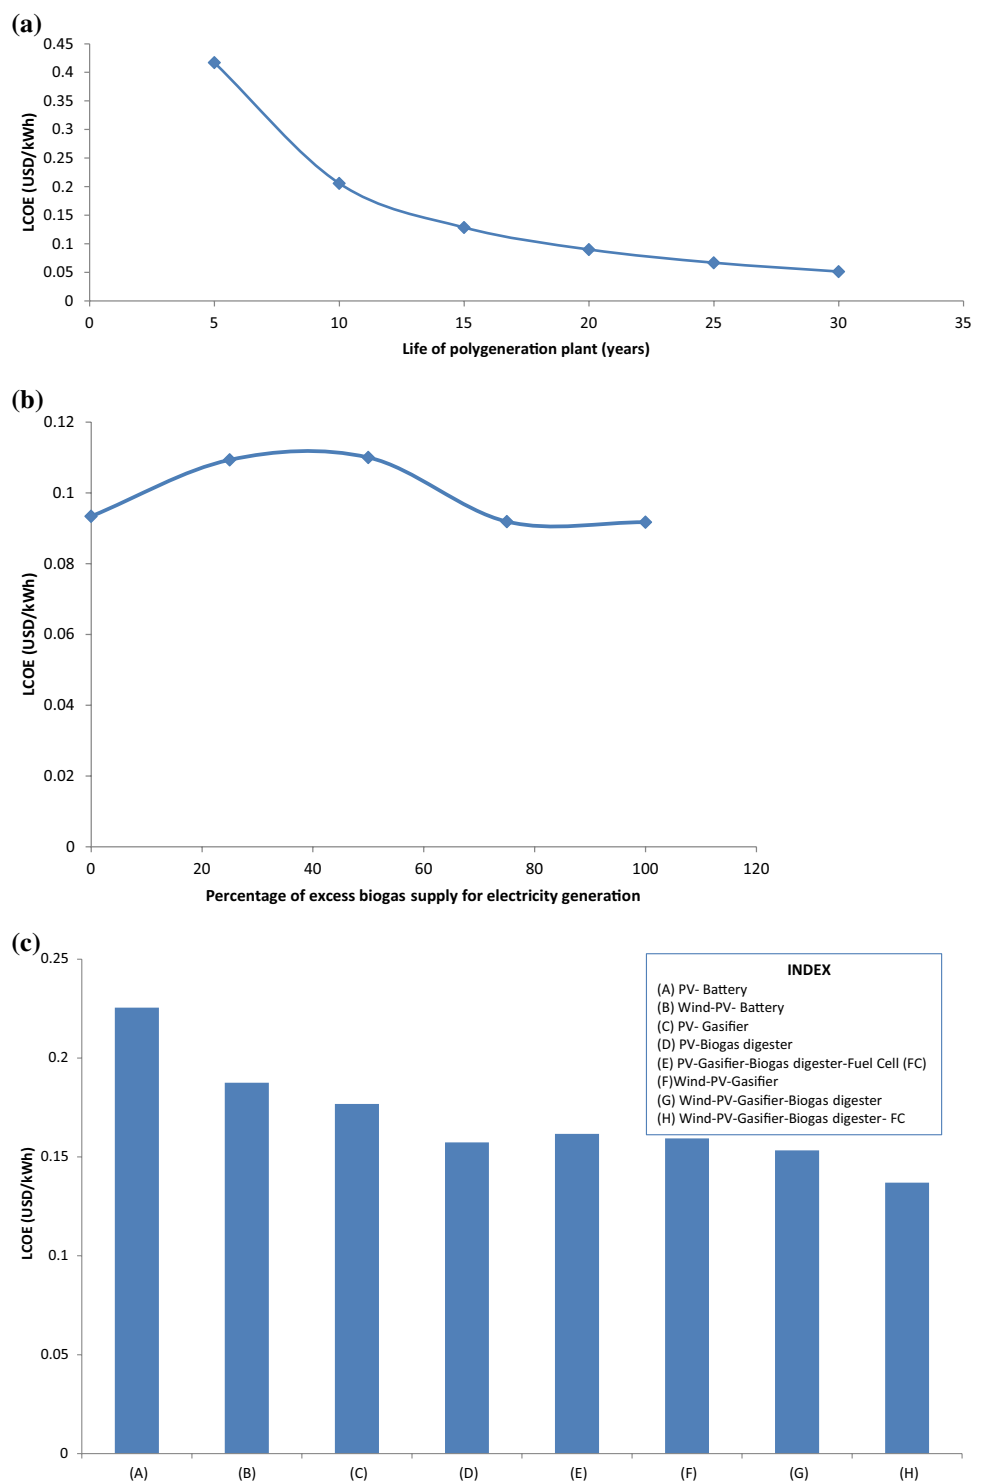 (a)
0.45
0.4
0.35
0.3
0.25
0.2
0.15
0.1
0.05
0
LCOE (USD/kWh)
0 5 10 15 20 25 30 35
Life of polygeneration plant (years)
(b)
0.12
0.1
0.08
0.06
0.04
0.02
0
LCOE (USD/kWh)
0 20 40 60 80 100 120
Percentage of excess biogas supply for electricity generation
(c)
0.25
0.2
0.15
0.1
0.05
0
LCOE (USD/kWh)
INDEX
(A) PV- Battery
(B) Wind-PV- Battery
(C) PV- Gasifier
(D) PV-Biogas digester
(E) PV-Gasifier-Biogas digester-Fuel Cell (FC)
(F)Wind-PV-Gasifier
(G) Wind-PV-Gasifier-Biogas digester
(H) Wind-PV-Gasifier-Biogas digester- FC
(A) (B) (C) (D) (E) (F) (G) (H)